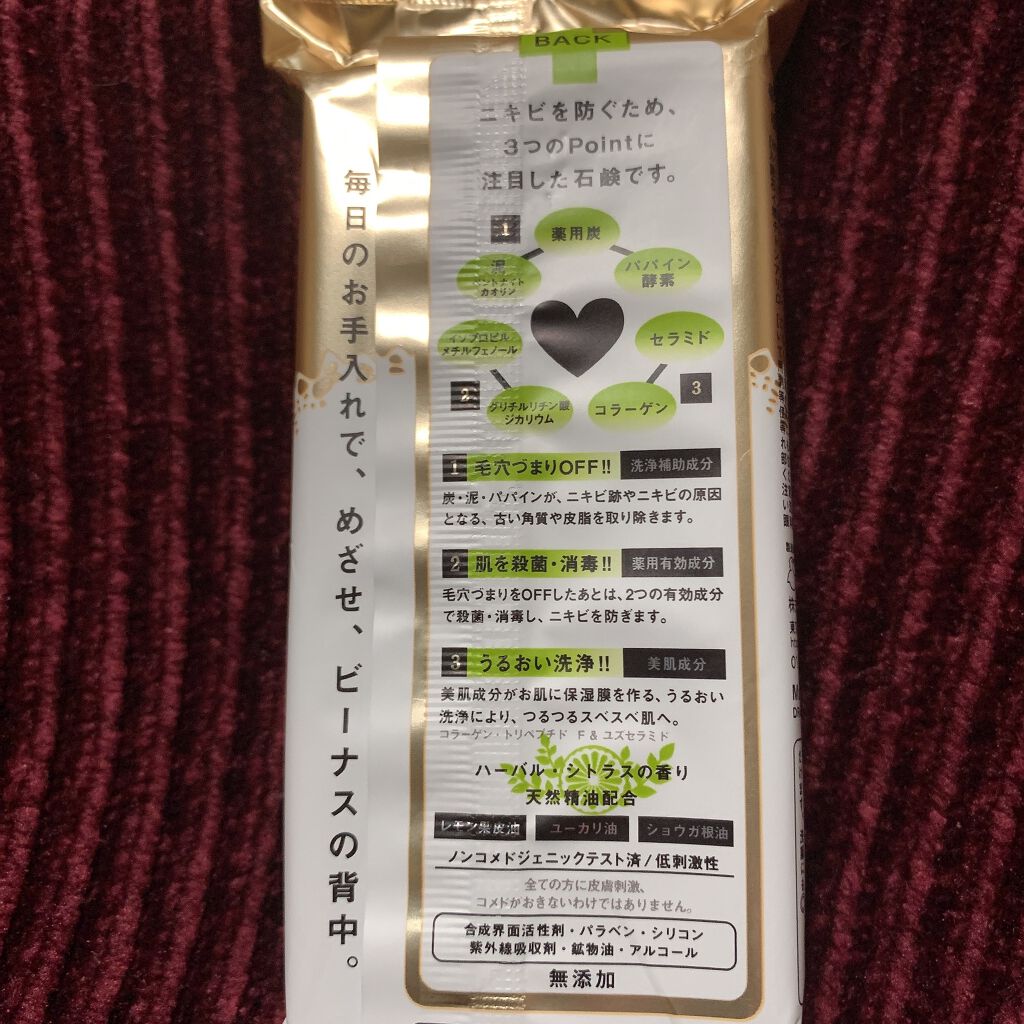 BACK
ニキビを防ぐため、
3つのPointに
注目した石鹸です。
1
薬用炭
泥
ベントナイト
カオリン
パパイン
酵素
イソプロピル
メチルフェノール
セラミド
2
グリチルリチン酸
ジカリウム
コラーゲン
3
1 毛穴づまりOFF!! 洗浄補助成分
炭・泥・パパインが、ニキビ跡やニキビの原因
となる、古い角質や皮脂を取り除きます。
2 肌を殺菌・消毒!! 薬用有効成分
毛穴づまりをOFFしたあとは、2つの有効成分
で殺菌・消毒し、ニキビを防ぎます。
3 うるおい洗浄!! 美肌成分
美肌成分がお肌に保湿膜を作る、うるおい
洗浄により、つるつるスベスベ肌へ。
コラーゲン・トリペプチド F & ユズセラミド
ハーバル・シトラスの香り
天然精油配合
レモン果皮油 ユーカリ油 ショウガ根油
ノンコメドジェニックテスト済/低刺激性
全ての方に皮膚刺激、
コメドがおきないわけではありません。
合成界面活性剤・パラベン・シリコン
紫外線吸収剤・鉱物油・アルコール
無添加
毎日のお手入れで、めざせ、ビーナスの背中。